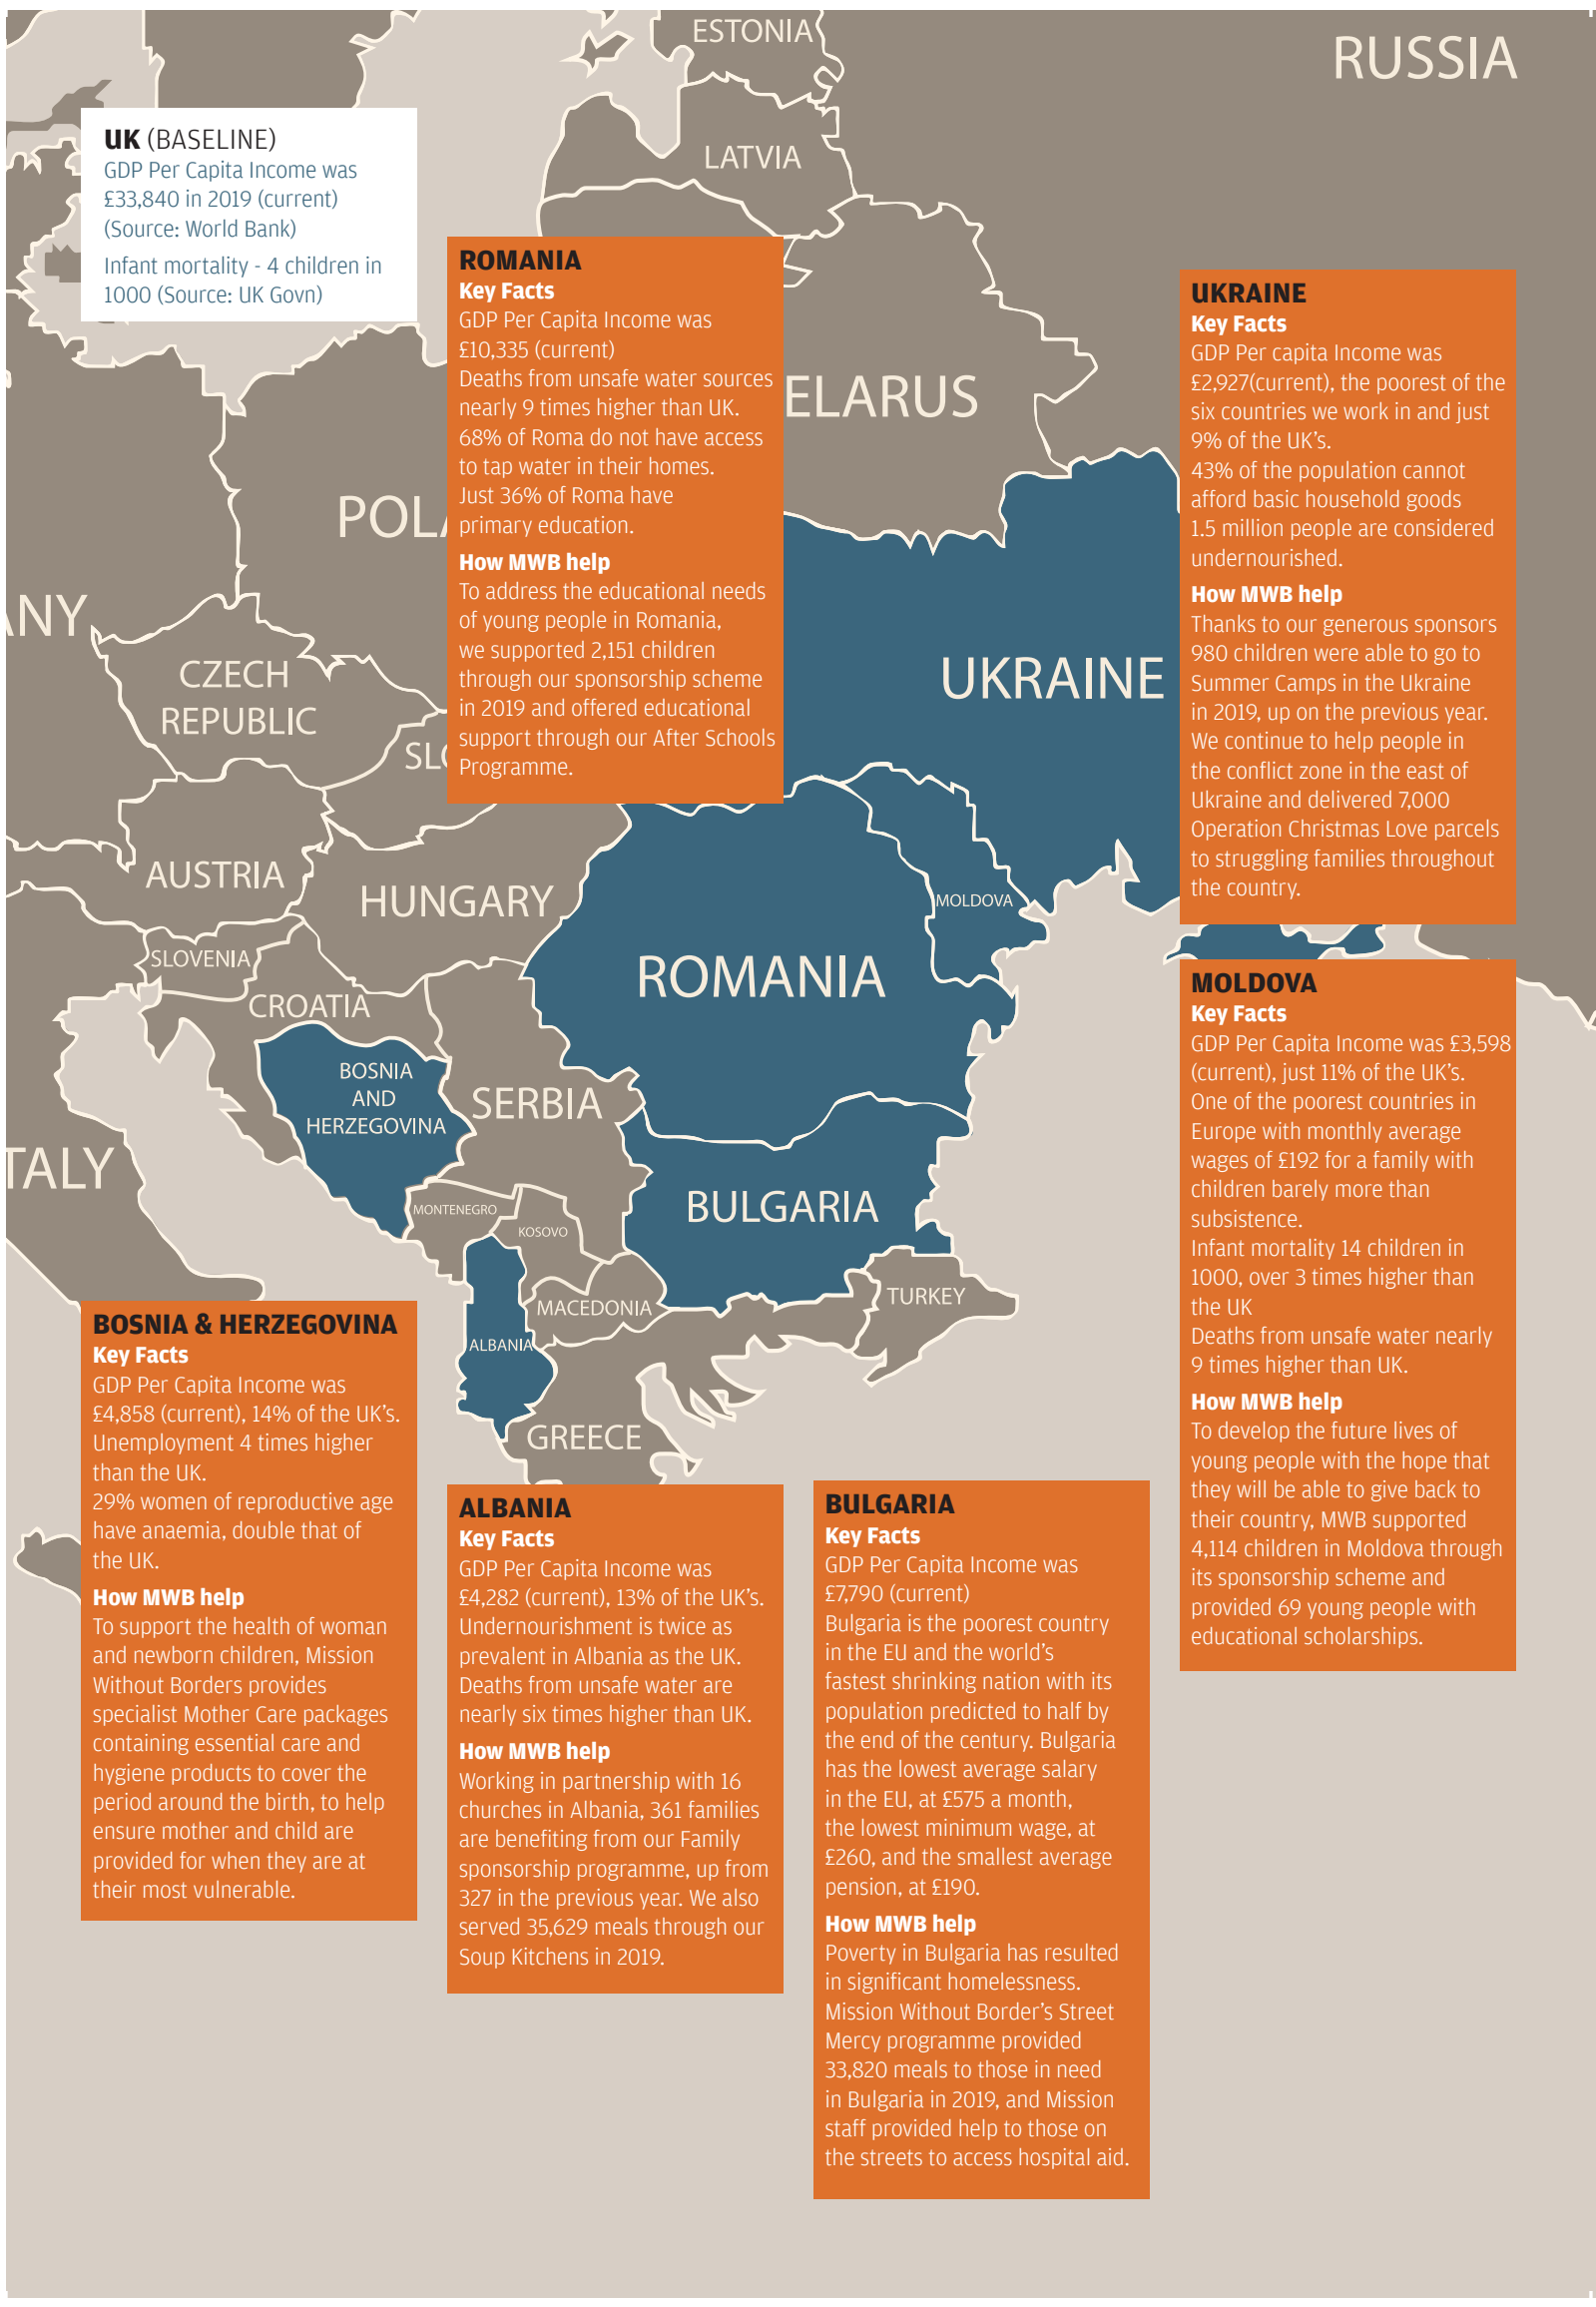 ESTONIA
RUSSIA
LATVIA
UK (BASELINE)
GDP Per Capita Income was
£33,840 in 2019 (current)
(Source: World Bank)
Infant mortality - 4 children in
1000 (Source: UK Govn)
ROMANIA
Key Facts
GDP Per Capita Income was
£10,335 (current)
Deaths from unsafe water sources
nearly 9 times higher than UK.
68% of Roma do not have access
to tap water in their homes.
Just 36% of Roma have
primary education.
How MWB help
To address the educational needs
of young people in Romania,
we supported 2,151 children
through our sponsorship scheme
in 2019 and offered educational
support through our After Schools
Programme.
UKRAINE
Key Facts
GDP Per capita Income was
£2,927(current), the poorest of the
six countries we work in and just
9% of the UK's.
43% of the population cannot
afford basic household goods
1.5 million people are considered
undernourished.
How MWB help
Thanks to our generous sponsors
980 children were able to go to
Summer Camps in the Ukraine
in 2019, up on the previous year.
We continue to help people in
the conflict zone in the east of
Ukraine and delivered 7,000
Operation Christmas Love parcels
to struggling families throughout
the country.
ELARUS
POLA
ANY
CZECH
REPUBLIC
SLO
UKRAINE
AUSTRIA
HUNGARY
MOLDOVA
SLOVENIA
CROATIA
ROMANIA
BOSNIA
AND
HERZEGOVINA
SERBIA
TALY
MONTENEGRO
KOSOVO
BULGARIA
MACEDONIA
TURKEY
ALBANIA
GREECE
MOLDOVA
Key Facts
GDP Per Capita Income was £3,598
(current), just 11% of the UK's.
One of the poorest countries in
Europe with monthly average
wages of £192 for a family with
children barely more than
subsistence.
Infant mortality 14 children in
1000, over 3 times higher than
the UK
Deaths from unsafe water nearly
9 times higher than UK.
How MWB help
To develop the future lives of
young people with the hope that
they will be able to give back to
their country, MWB supported
4,114 children in Moldova through
its sponsorship scheme and
provided 69 young people with
educational scholarships.
BOSNIA & HERZEGOVINA
Key Facts
GDP Per Capita Income was
£4,858 (current), 14% of the UK's.
Unemployment 4 times higher
than the UK.
29% women of reproductive age
have anaemia, double that of
the UK.
How MWB help
To support the health of woman
and newborn children, Mission
Without Borders provides
specialist Mother Care packages
containing essential care and
hygiene products to cover the
period around the birth, to help
ensure mother and child are
provided for when they are at
their most vulnerable.
ALBANIA
Key Facts
GDP Per Capita Income was
£4,282 (current), 13% of the UK's.
Undernourishment is twice as
prevalent in Albania as the UK.
Deaths from unsafe water are
nearly six times higher than UK.
How MWB help
Working in partnership with 16
churches in Albania, 361 families
are benefiting from our Family
sponsorship programme, up from
327 in the previous year. We also
served 35,629 meals through our
Soup Kitchens in 2019.
BULGARIA
Key Facts
GDP Per Capita Income was
£7,790 (current)
Bulgaria is the poorest country
in the EU and the world's
fastest shrinking nation with its
population predicted to half by
the end of the century. Bulgaria
has the lowest average salary
in the EU, at £575 a month,
the lowest minimum wage, at
£260, and the smallest average
pension, at £190.
How MWB help
Poverty in Bulgaria has resulted
in significant homelessness.
Mission Without Border's Street
Mercy programme provided
33,820 meals to those in need
in Bulgaria in 2019, and Mission
staff provided help to those on
the streets to access hospital aid.